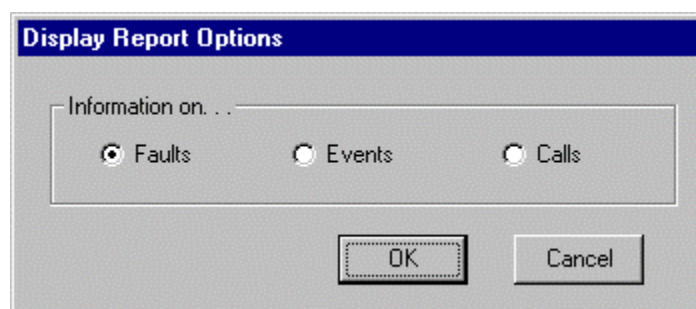 Display Report Options
Information on. . .
Faults Events Calls
OK Cancel